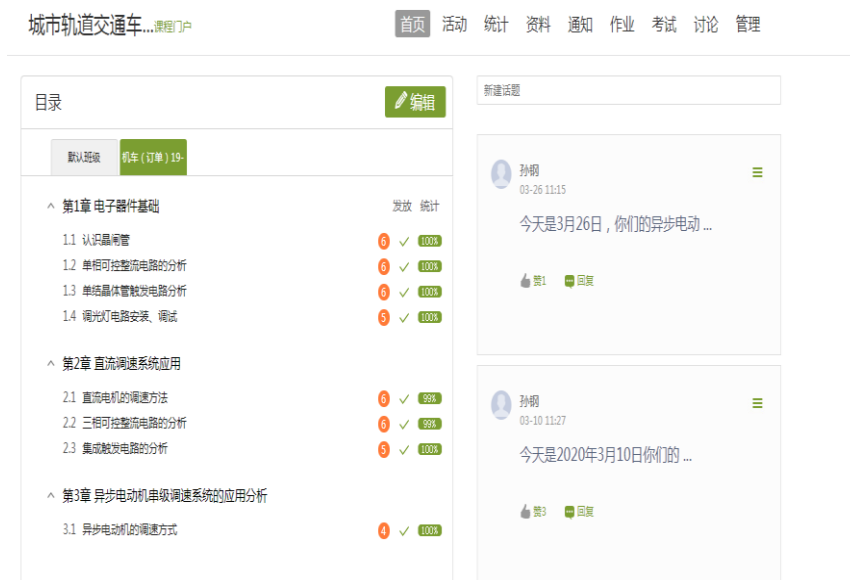 城市轨道交通车...课程门户
首页 活动 统计 资料 通知 作业 考试 讨论 管理
目录
编辑
默认班级
机车(订单)19-
第1章 电子器件基础 发放 统计
1.1 认识晶闸管 6 100%
1.2 单相可控整流电路的分析 6 100%
1.3 单结晶体管触发电路分析 6 100%
1.4 调光灯电路安装、调试 5 100%
第2章 直流调速系统应用
2.1 直流电机的调速方法 6 99%
2.2 三相可控整流电路的分析 6 99%
2.3 集成触发电路的分析 5 100%
第3章 异步电动机串级调速系统的应用分析
3.1 异步电动机的调速方式 4 100%
新建话题
孙钢
03-26 11:15
今天是3月26日，你们的异步电动 ...
赞1 回复
孙钢
03-10 11:27
今天是2020年3月10日你们的 ...
赞3 回复